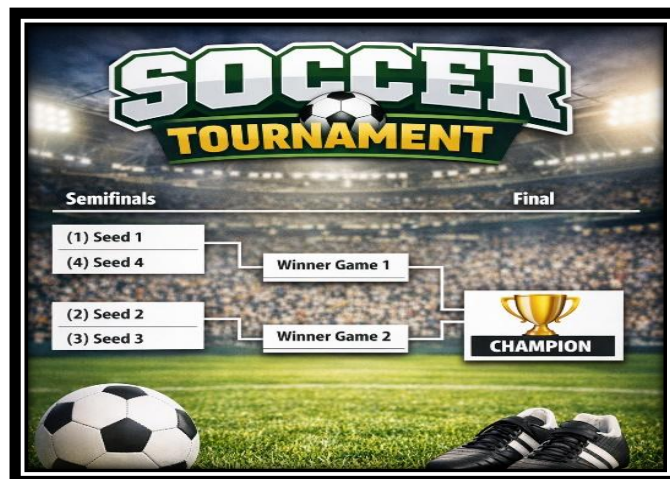 SOCCER
TOURNAMENT
Semifinals
Final
(1) Seed 1
(4) Seed 4
Winner Game 1
(2) Seed 2
(3) Seed 3
Winner Game 2
CHAMPION